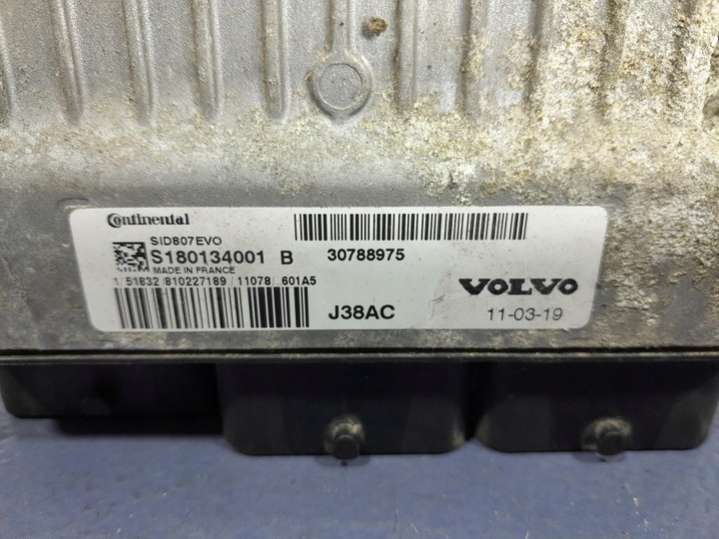 Continental
SID807EVO
S180134001 B
MADE IN FRANCE
1/51832/810227189/11078/601A5
30788975
J38AC
VOLVO
11-03-19